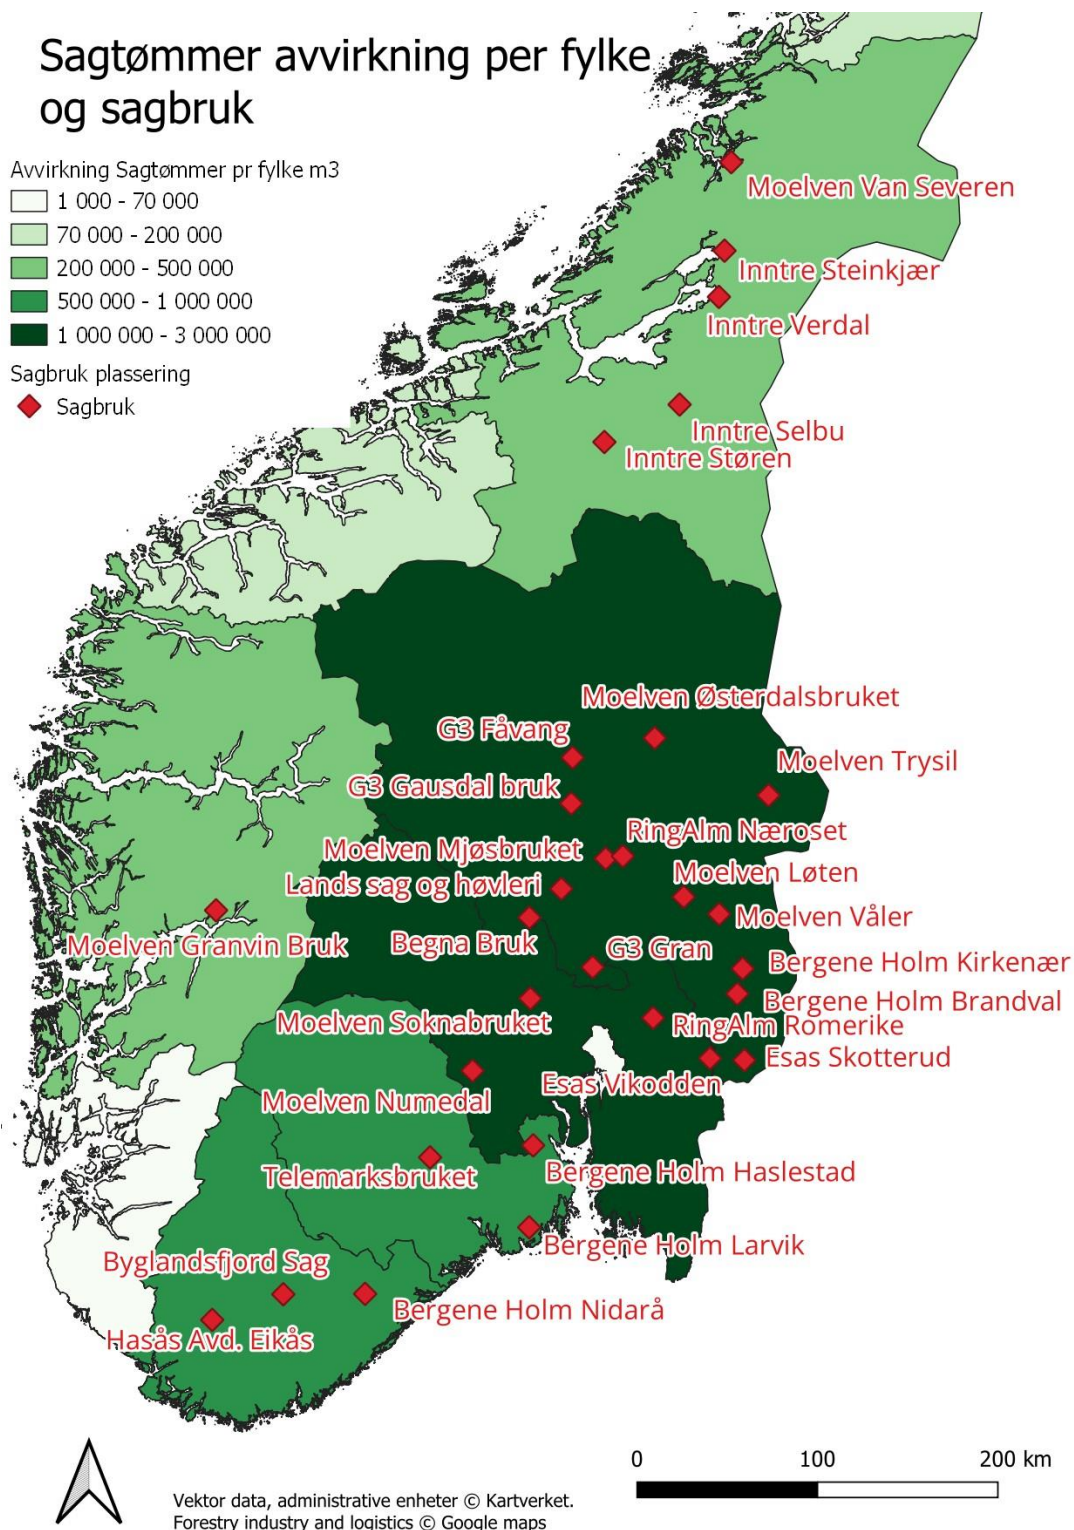 Sagtømmer avvirkning per fylke
og sagbruk
Avvirkning Sagtømmer pr fylke m3
1 000 - 70 000
70 000 - 200 000
200 000 - 500 000
500 000 - 1 000 000
1 000 000 - 3 000 000
Sagbruk plassering
Sagbruk
Moelven Van Severen
Inntre Steinkjær
Inntre Verdal
Inntre Selbu
Inntre Støren
Moelven Østerdalsbruket
G3 Fåvang
Moelven Trysil
G3 Gausdal bruk
RingAlm Næroset
Moelven Mjøsbruket
Moelven Løten
Lands sag og høvleri
Moelven Våler
Begna Bruk
G3 Gran
Moelven Granvin Bruk
Bergene Holm Kirkenær
Bergene Holm Brandval
Moelven Soknabruket
RingAlm Romerike
Esas Skotterud
Esas Vikodden
Moelven Numedal
Telemarksbruket
Bergene Holm Haslestad
Bergene Holm Larvik
Byglandsfjord Sag
Bergene Holm Nidarå
Hasås Avd. Eikås
0 100 200 km
Vektor data, administrative enheter © Kartverket.
Forestry industry and logistics © Google maps